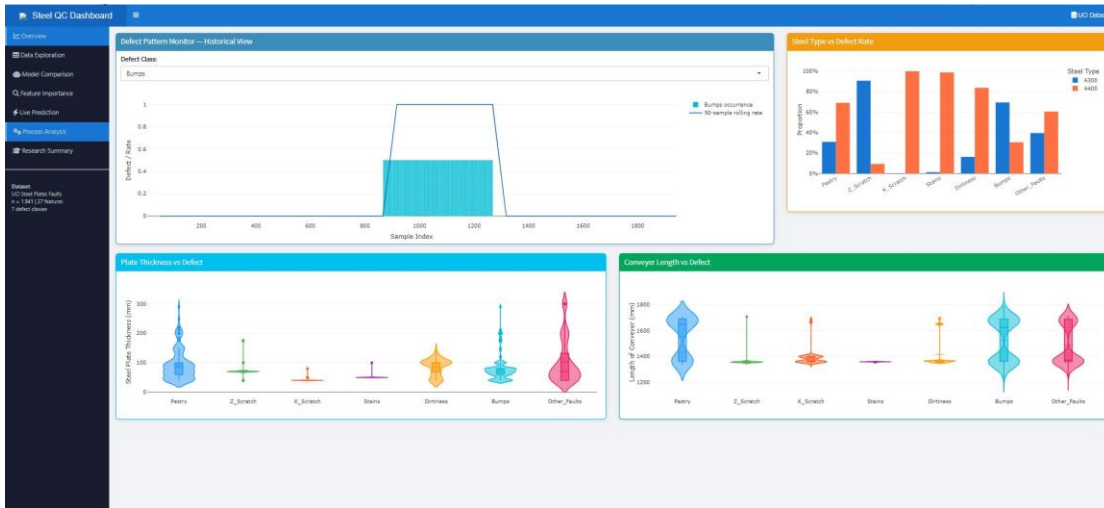 Steel QC Dashboard
UCI Datas
Overview
Data Exploration
Model Comparison
Feature Importance
Live Prediction
Process Analysis
Research Summary
Dataset
UCI Steel Plates Faults
n = 1,941 | 27 features
7 defect classes
Defect Pattern Monitor — Historical View
Defect Class:
Bumps
Defect / Rate
1
0.8
0.6
0.4
0.2
0
200 400 600 800 1000 1200 1400 1600 1800
Sample Index
Bumps occurrence
50-sample rolling rate
Steel Type vs Defect Rate
Proportion
100%
80%
60%
40%
20%
0%
Pastry Z_Scratch K_Scratch Stains Dirtiness Bumps Other_Faults
Steel Type
A300
A400
Plate Thickness vs Defect
Steel Plate Thickness (mm)
300
200
100
0
Pastry Z_Scratch K_Scratch Stains Dirtiness Bumps Other_Faults
Conveyer Length vs Defect
Length of Conveyer (mm)
1800
1600
1400
1200
Pastry Z_Scratch K_Scratch Stains Dirtiness Bumps Other_Faults